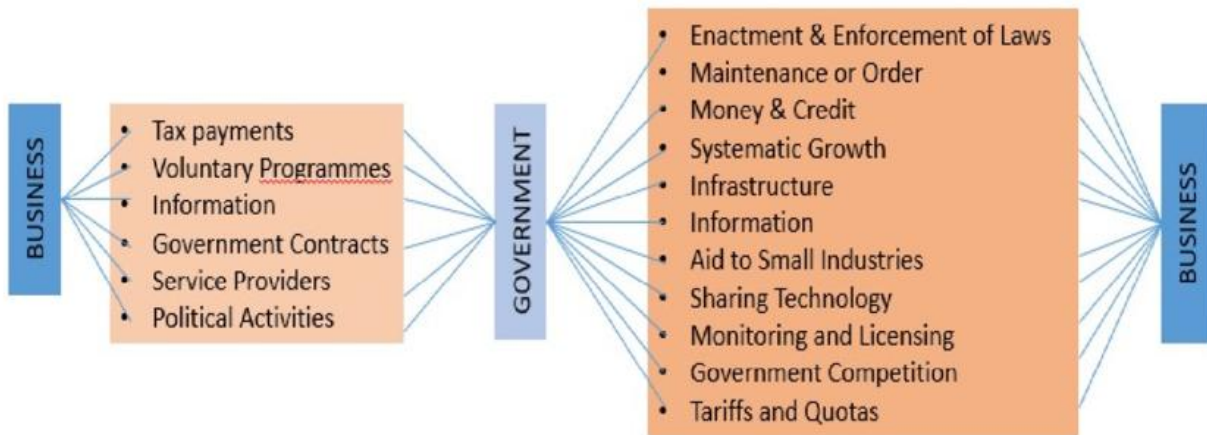 BUSINESS
• Tax payments
• Voluntary Programmes
• Information
• Government Contracts
• Service Providers
• Political Activities
GOVERNMENT
• Enactment & Enforcement of Laws
• Maintenance or Order
• Money & Credit
• Systematic Growth
• Infrastructure
• Information
• Aid to Small Industries
• Sharing Technology
• Monitoring and Licensing
• Government Competition
• Tariffs and Quotas
BUSINESS